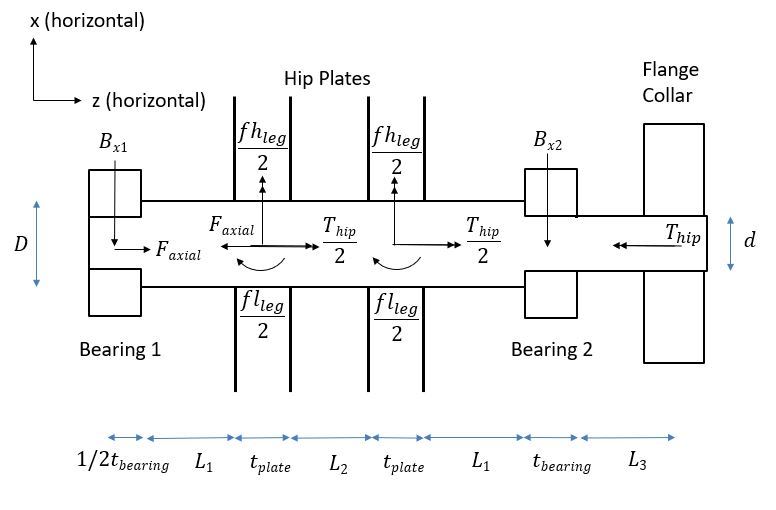 x (horizontal)
z (horizontal)
Hip Plates
Flange
Collar
B_{x1}
\frac{fh_{leg}}{2}
\frac{fh_{leg}}{2}
B_{x2}
D
F_{axial}
F_{axial}
\frac{T_{hip}}{2}
\frac{T_{hip}}{2}
T_{hip}
d
\frac{fl_{leg}}{2}
\frac{fl_{leg}}{2}
Bearing 1
Bearing 2
1/2t_{bearing}
L_1
t_{plate}
L_2
t_{plate}
L_1
t_{bearing}
L_3